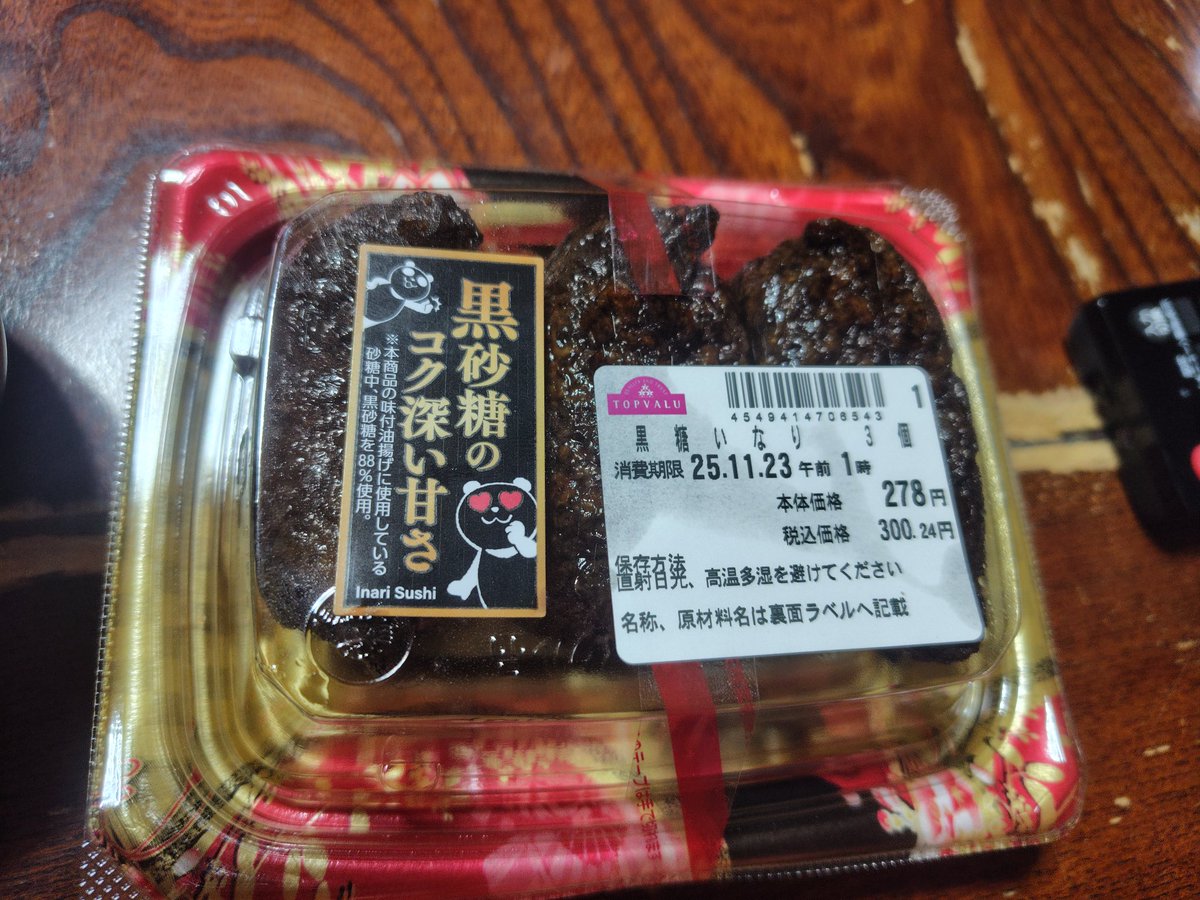 黒砂糖の
コク深い甘さ
※本商品の味付油揚げに使用している
砂糖中、黒砂糖を88%使用。
Inari Sushi
TOPVALU
4549414706543
1
黒糖いなり 3個
消費期限 25.11.23 午前 1時
本体価格 278円
税込価格 300.24円
保存方法
直射日光、高温多湿を避けてください
名称、原材料名は裏面ラベルへ記載